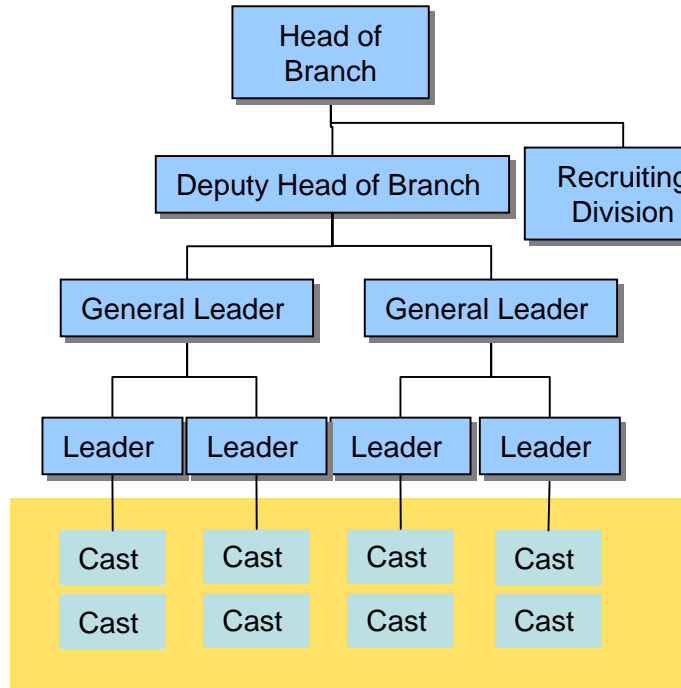 Head of
Branch
Deputy Head of Branch
Recruiting
Division
General Leader
General Leader
Leader
Leader
Leader
Leader
Cast
Cast
Cast
Cast
Cast
Cast
Cast
Cast